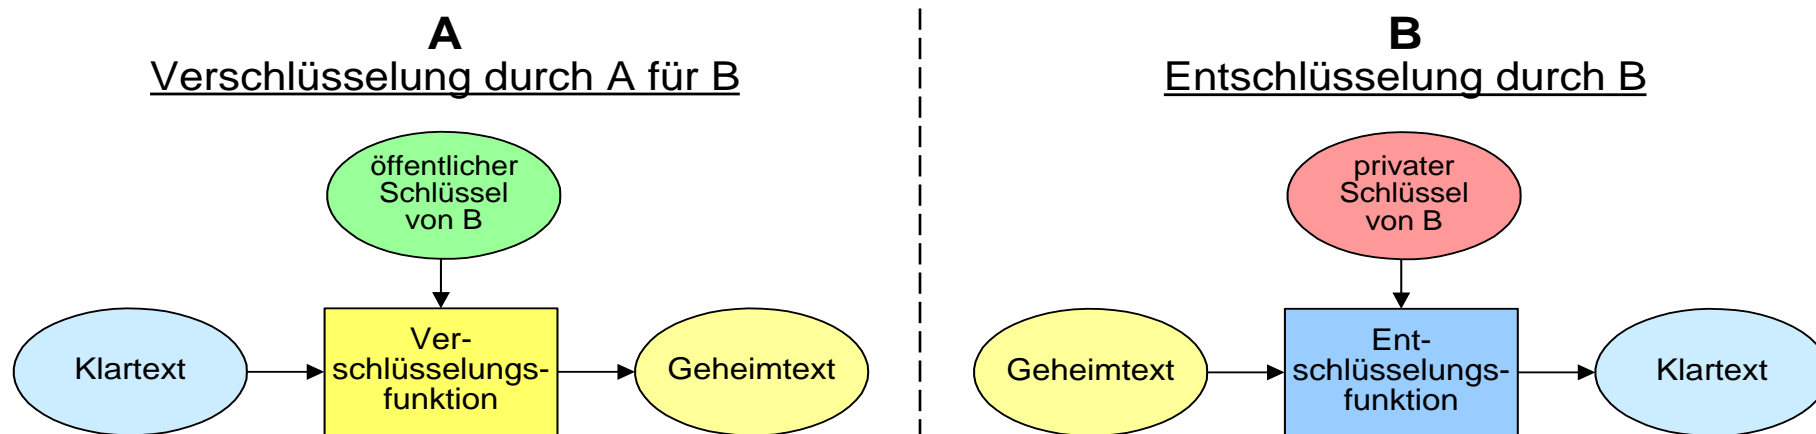 A
Verschlüsselung durch A für B
öffentlicher
Schlüssel
von B
Klartext
Ver-
schlüsselungs-
funktion
Geheimtext
B
Entschlüsselung durch B
privater
Schlüssel
von B
Geheimtext
Ent-
schlüsselungs-
funktion
Klartext